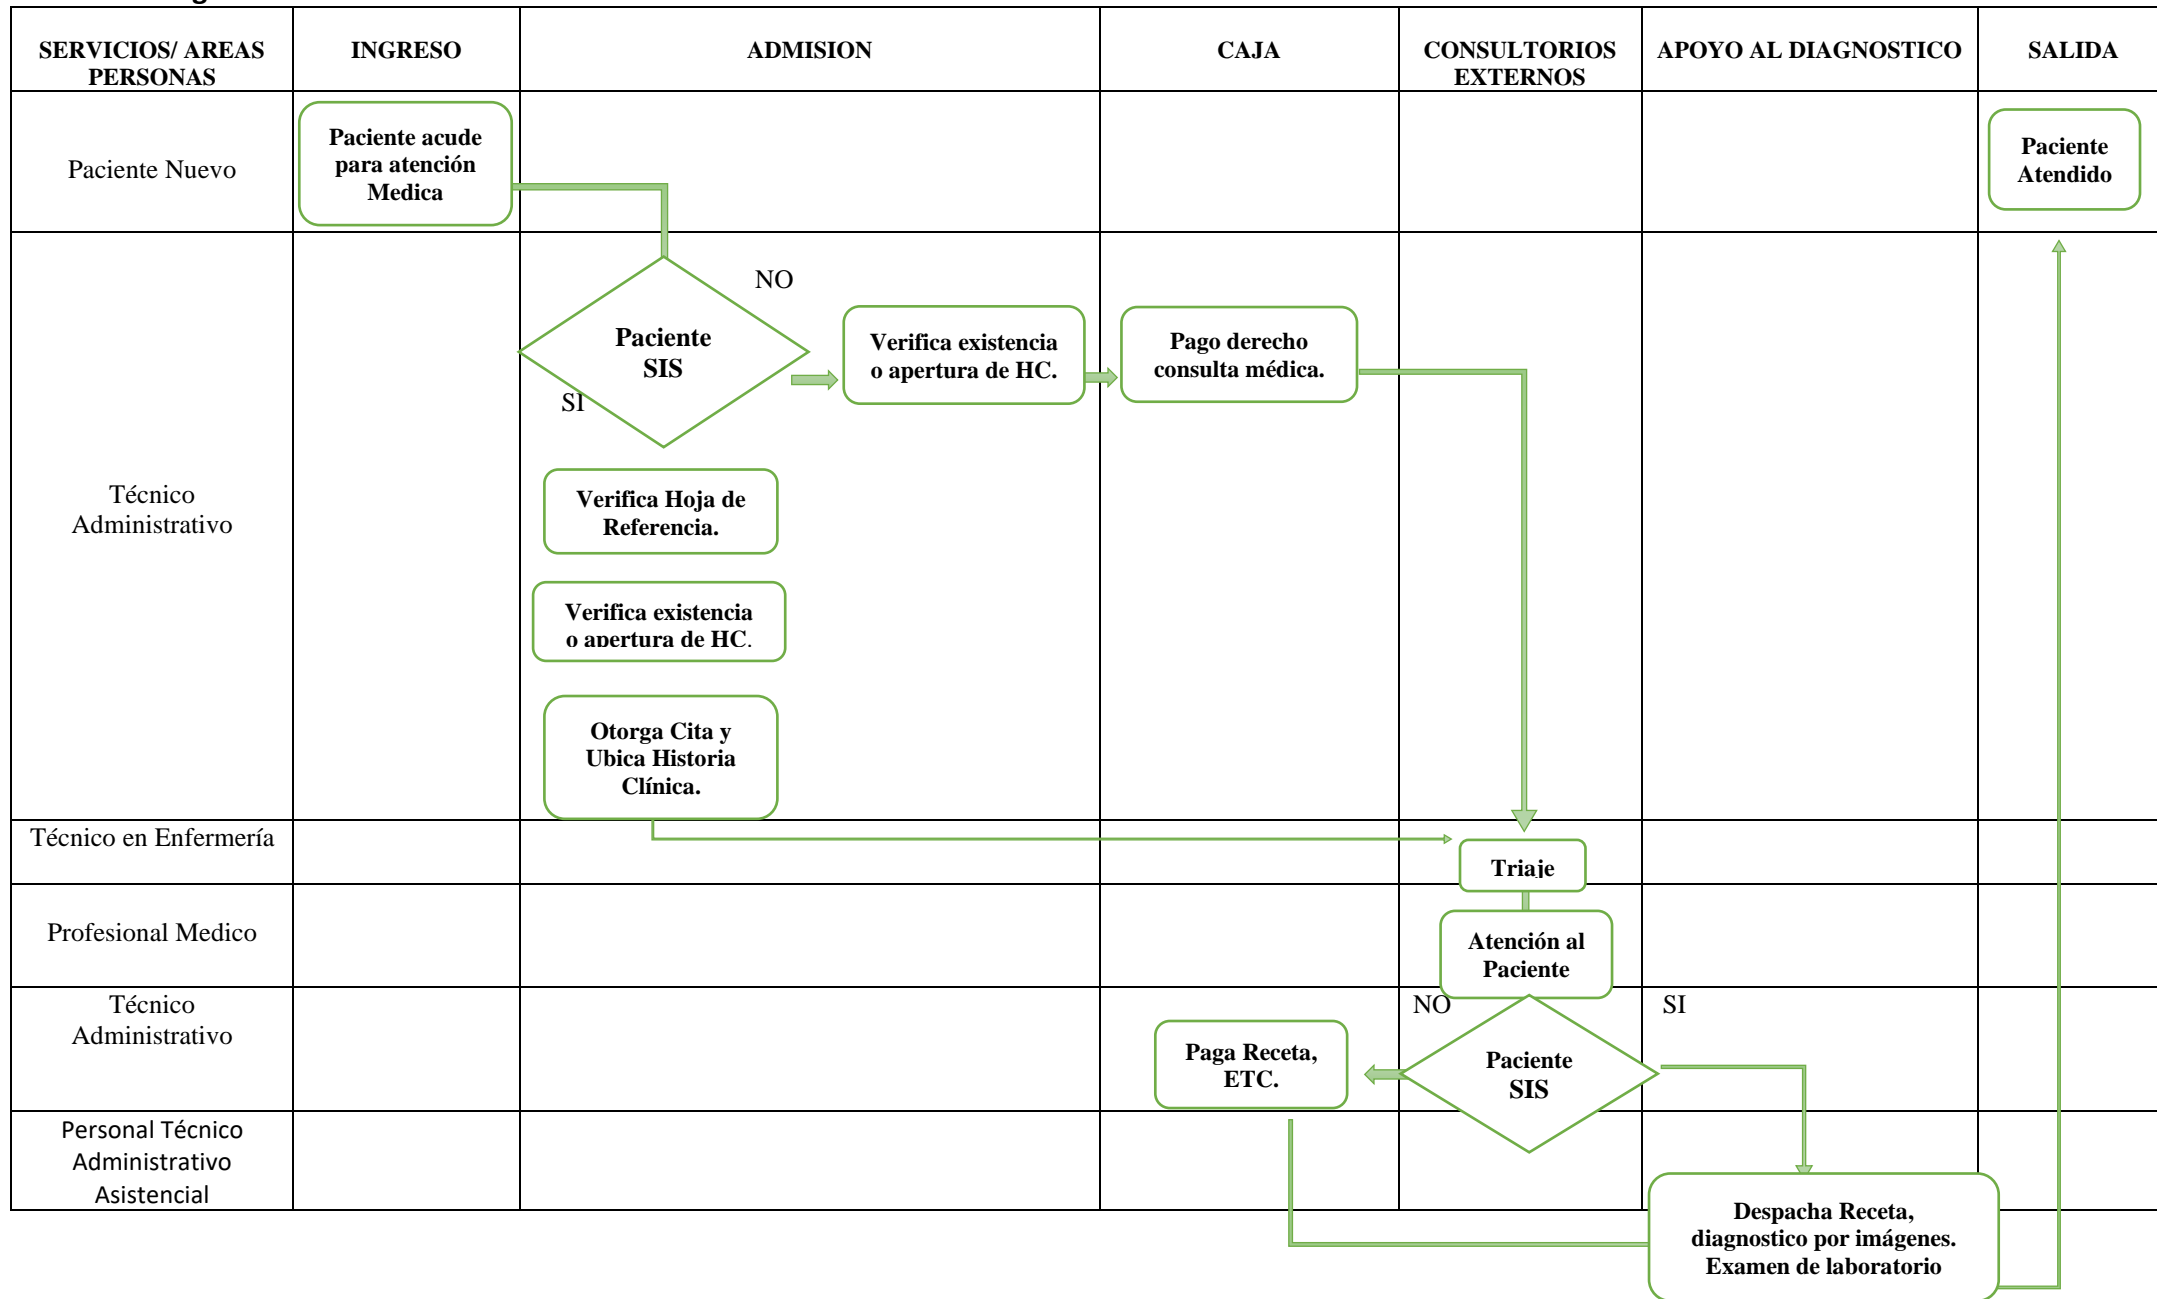 SERVICIOS/ AREAS
PERSONAS
INGRESO
ADMISION
CAJA
CONSULTORIOS
EXTERNOS
APOYO AL DIAGNOSTICO
SALIDA
Paciente Nuevo
Paciente acude
para atención
Medica
Paciente
Atendido
Técnico
Administrativo
NO
Paciente
SIS
SI
Verifica existencia
o apertura de HC.
Pago derecho
consulta médica.
Verifica Hoja de
Referencia.
Verifica existencia
o apertura de HC.
Otorga Cita y
Ubica Historia
Clínica.
Técnico en Enfermería
Triaje
Profesional Medico
Atención al
Paciente
Técnico
Administrativo
NO
SI
Paga Receta,
ETC.
Paciente
SIS
Personal Técnico
Administrativo
Asistencial
Despacha Receta,
diagnostico por imágenes.
Examen de laboratorio